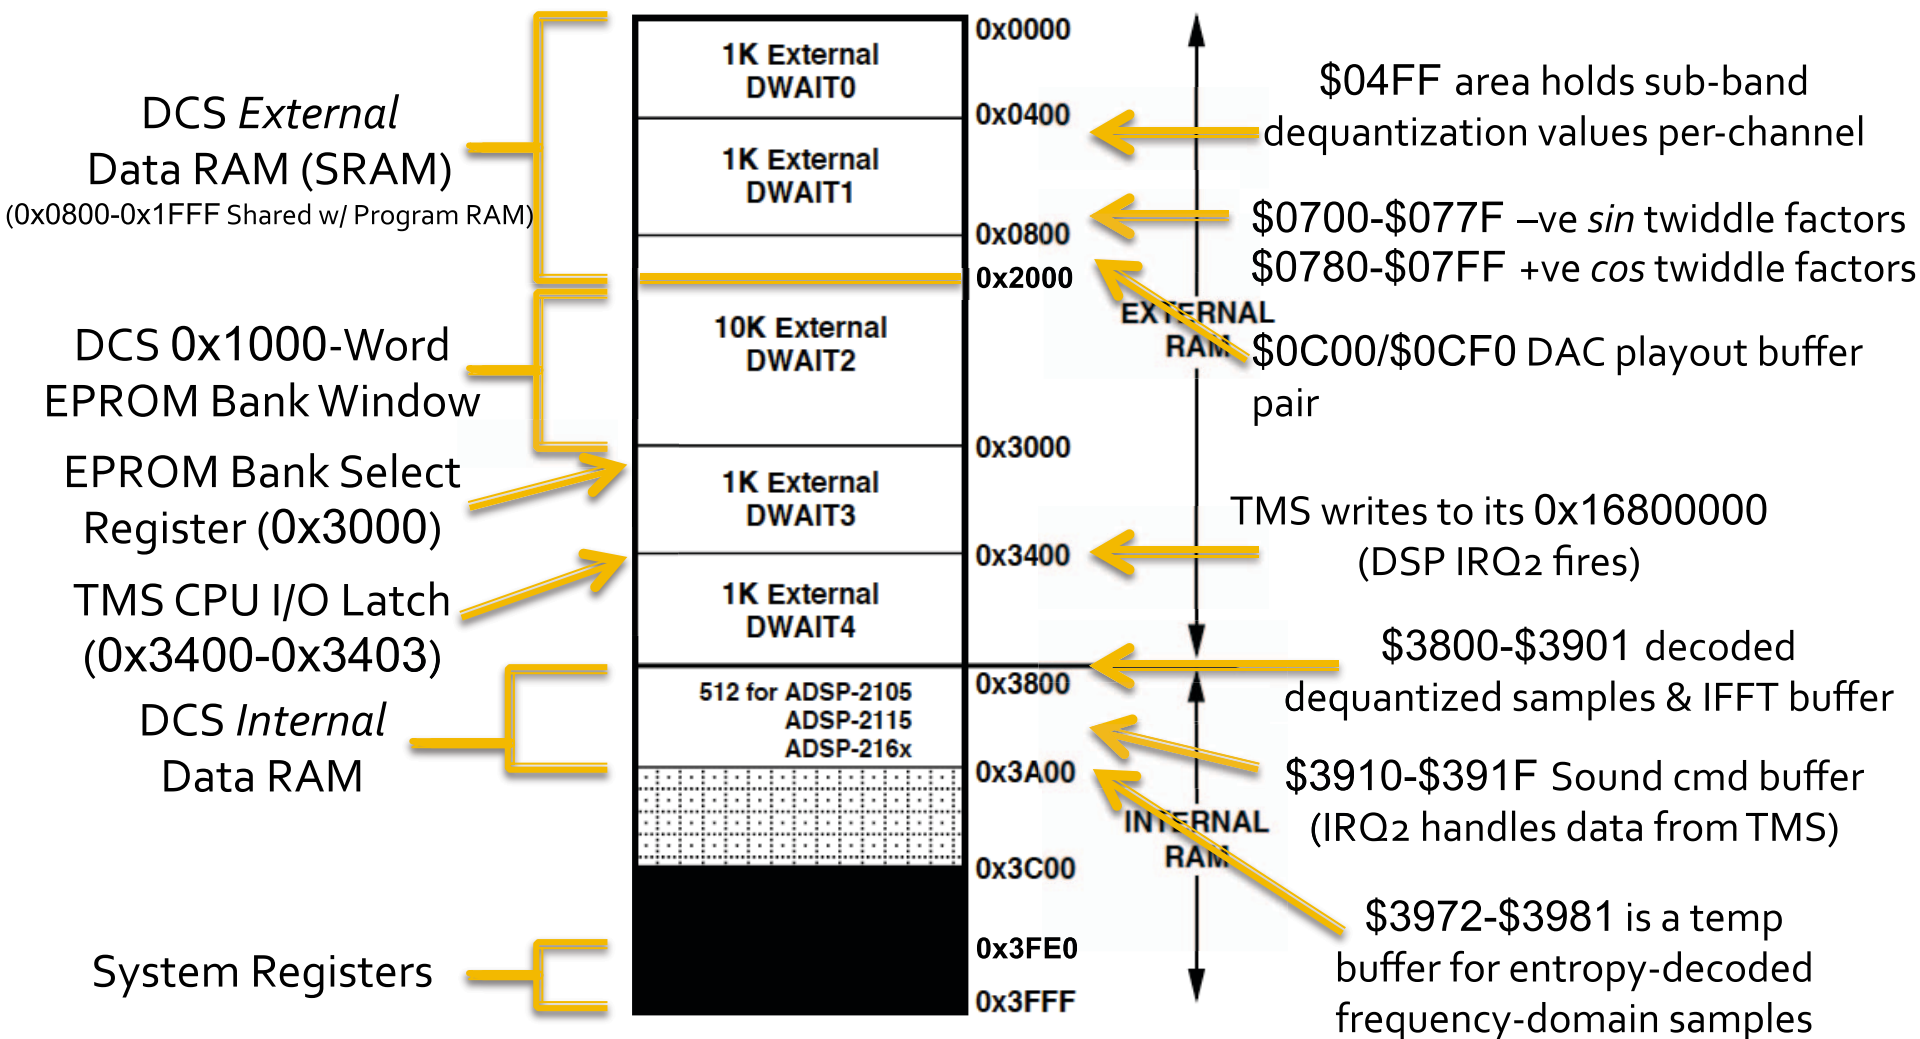 DCS External
Data RAM (SRAM)
(0x0800-0x1FFF Shared w/ Program RAM)
DCS 0x1000-Word
EPROM Bank Window
EPROM Bank Select
Register (0x3000)
TMS CPU I/O Latch
(0x3400-0x3403)
DCS Internal
Data RAM
System Registers
1K External
DWAIT0
1K External
DWAIT1
10K External
DWAIT2
1K External
DWAIT3
1K External
DWAIT4
512 for ADSP-2105
ADSP-2115
ADSP-216x
0x0000
0x0400
0x0800
0x2000
0x3000
0x3400
0x3800
0x3A00
0x3C00
0x3FE0
0x3FFF
EXTERNAL
RAM
INTERNAL
RAM
$04FF area holds sub-band
dequantization values per-channel
$0700-$077F –ve sin twiddle factors
$0780-$07FF +ve cos twiddle factors
$0C00/$0CF0 DAC playout buffer
pair
TMS writes to its 0x16800000
(DSP IRQ2 fires)
$3800-$3901 decoded
dequantized samples & IFFT buffer
$3910-$391F Sound cmd buffer
(IRQ2 handles data from TMS)
$3972-$3981 is a temp
buffer for entropy-decoded
frequency-domain samples